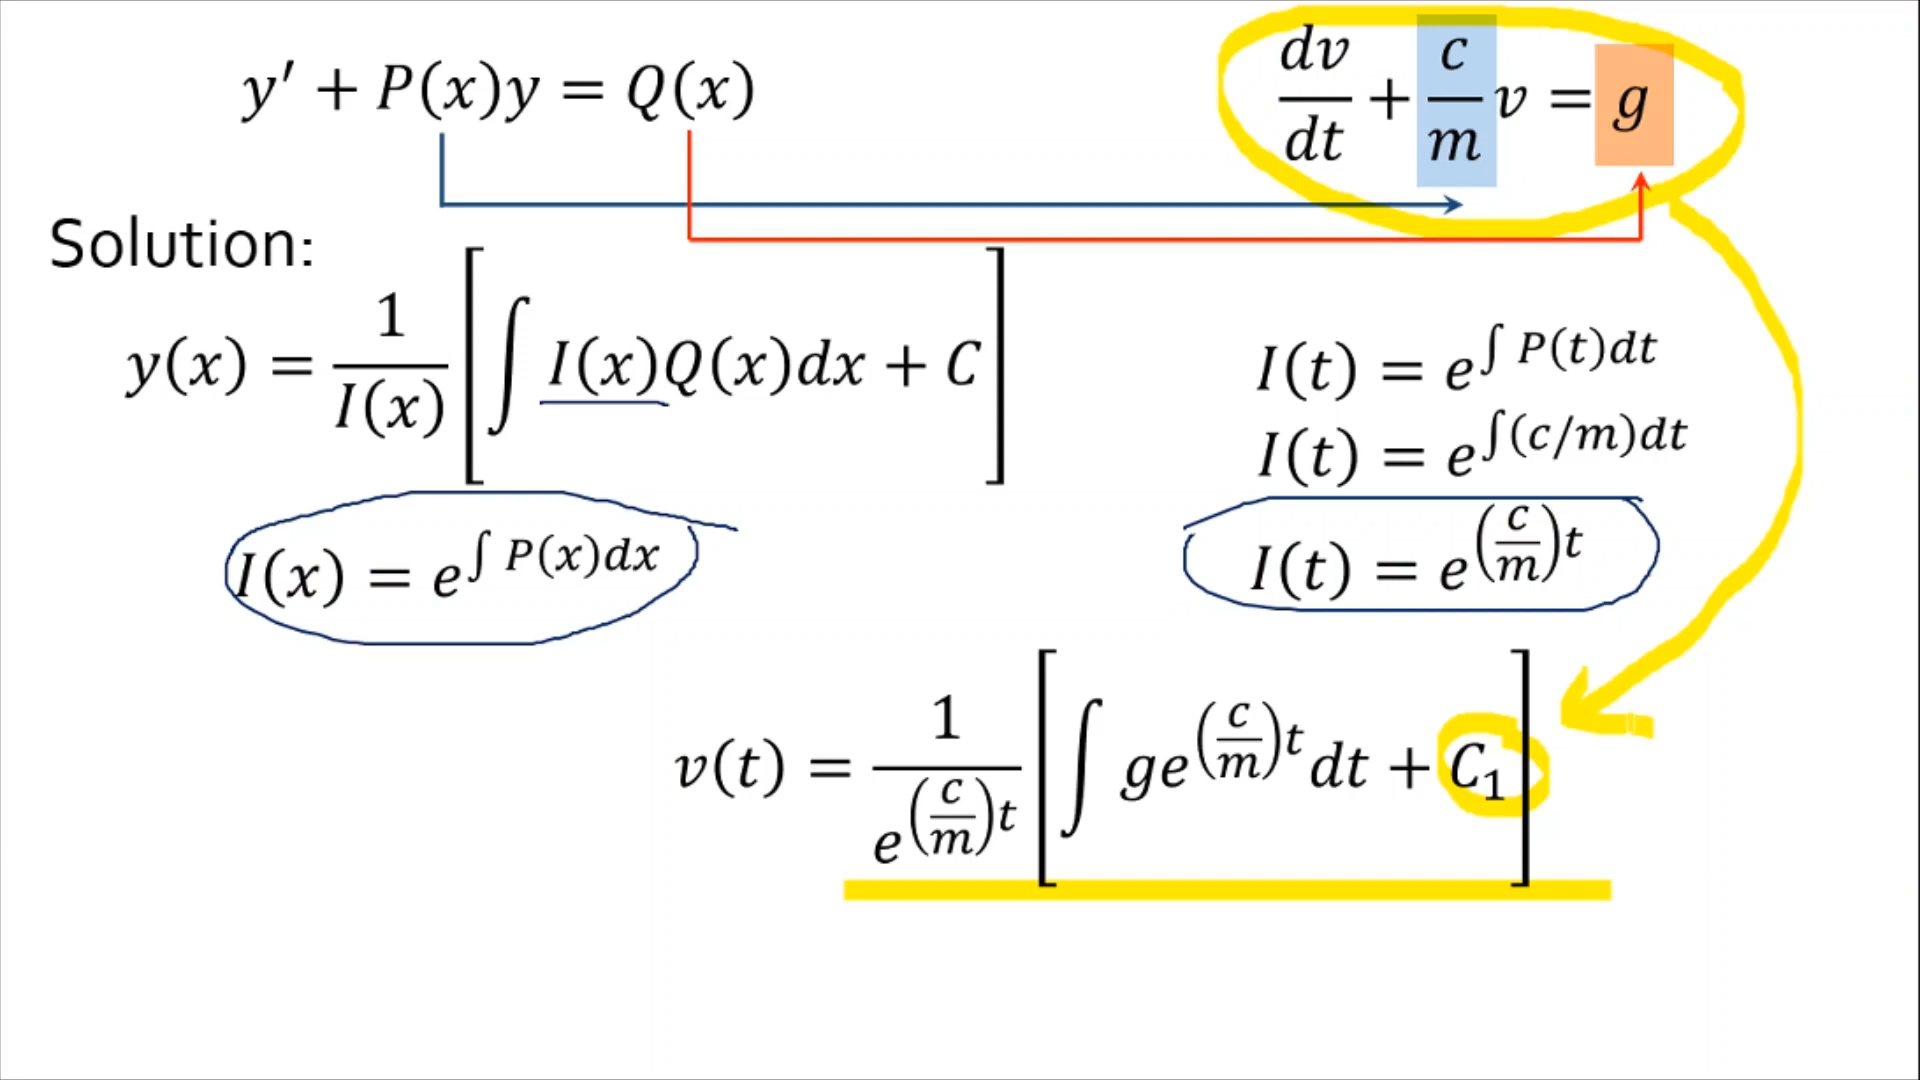 y′ + P(x)y = Q(x)
dv/dt + c/m v = g
Solution:
y(x) = 1/I(x) [∫ I(x)Q(x)dx + C]
I(t) = e^∫ P(t)dt
I(t) = e^∫(c/m)dt
I(x) = e^∫ P(x)dx
I(t) = e^(c/m)t
v(t) = 1/e^(c/m)t [∫ ge^(c/m)t dt + C₁]